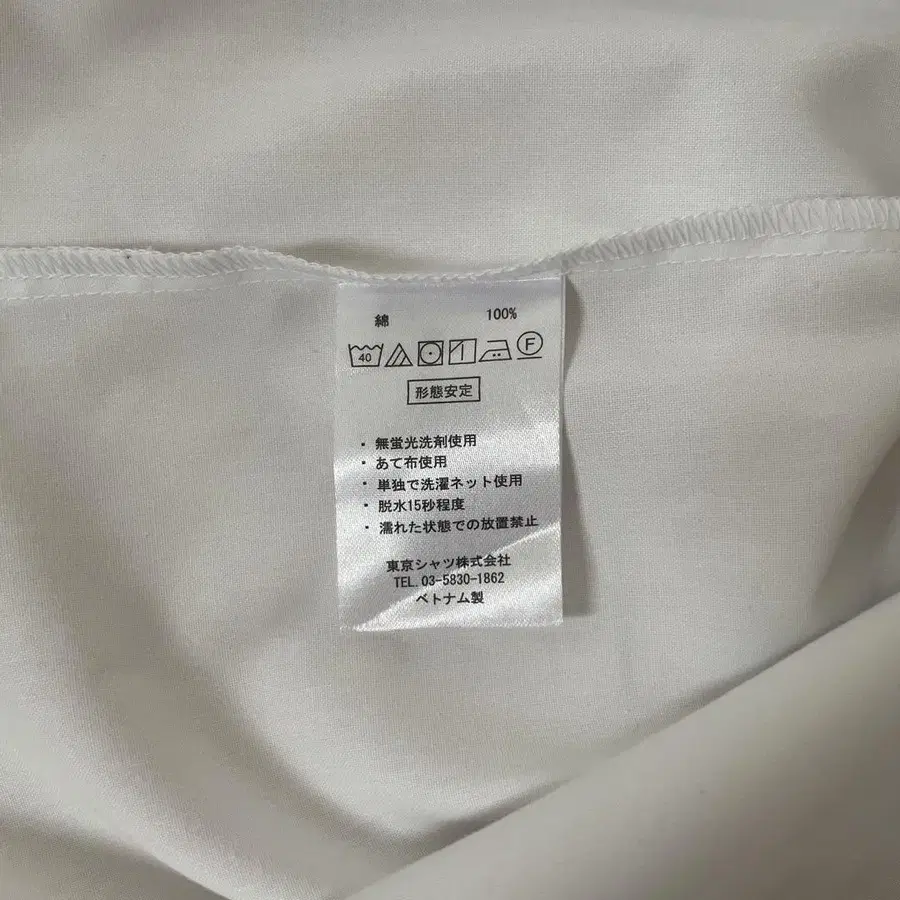 綿 100%
40 F
形態安定
・無蛍光洗剤使用
・あて布使用
・単独で洗濯ネット使用
・脱水15秒程度
・濡れた状態での放置禁止
東京シャツ株式会社
TEL.03-5830-1862
ベトナム製